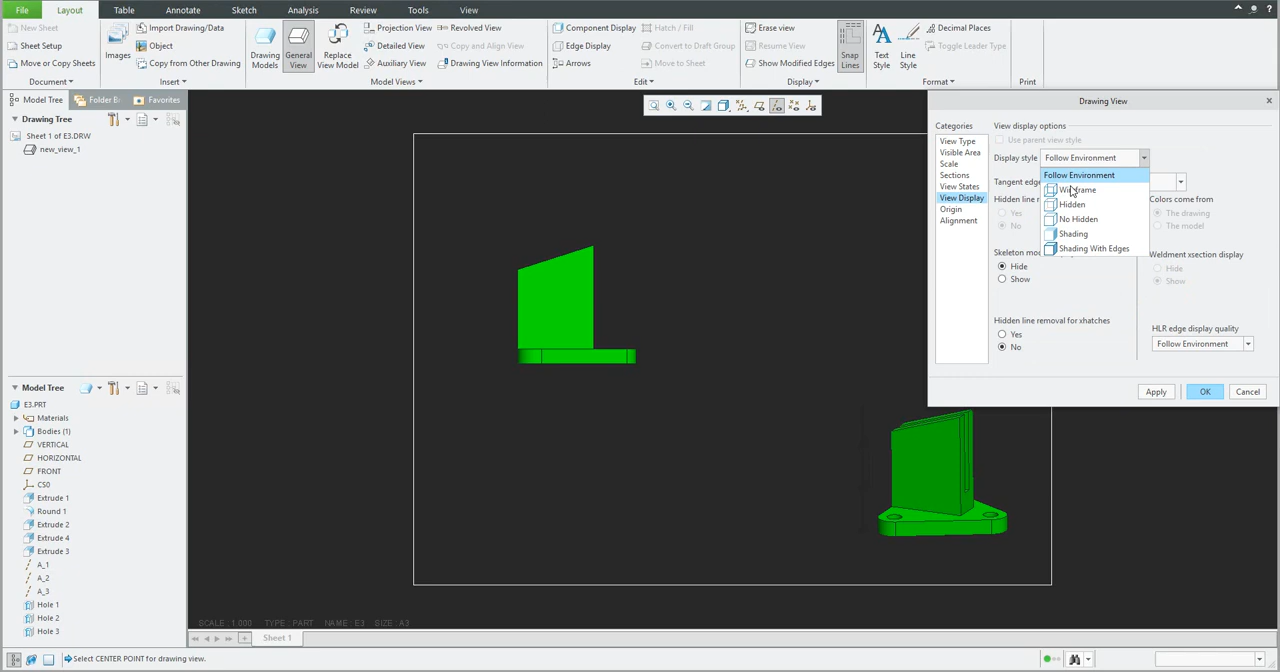 File Layout Table Annotate Sketch Analysis Review Tools View
New Sheet
Sheet Setup
Move or Copy Sheets
Document
Images
Import Drawing/Data
Object
Copy from Other Drawing
Insert
Drawing Models
General View
Replace View Model
Projection View
Detailed View
Auxiliary View
Revolved View
Copy and Align View
Drawing View Information
Model Views
Component Display
Edge Display
Arrows
Hatch / Fill
Convert to Draft Group
Move to Sheet
Edit
Erase view
Resume View
Show Modified Edges
Snap Lines
Display
Text Style
Line Style
Decimal Places
Toggle Leader Type
Format
Print
Model Tree Folder B Favorites
Drawing Tree
Sheet 1 of E3.DRW
new_view_1
Model Tree
E3.PRT
Materials
Bodies (1)
VERTICAL
HORIZONTAL
FRONT
CS0
Extrude 1
Round 1
Extrude 2
Extrude 4
Extrude 3
A_1
A_2
A_3
Hole 1
Hole 2
Hole 3
Drawing View
Categories
View Type
Visible Area
Scale
Sections
View States
View Display
Origin
Alignment
View display options
Use parent view style
Display style Follow Environment
Follow Environment
Wireframe
Hidden
No Hidden
Shading
Shading With Edges
Tangent edg
Hidden line r
Yes
No
Colors come from
The drawing
The model
Skeleton mo
Hide
Show
Weldment xsection display
Hide
Show
Hidden line removal for xhatches
Yes
No
HLR edge display quality
Follow Environment
Apply OK Cancel
SCALE : 1.000 TYPE : PART NAME : E3 SIZE : A3
Sheet 1
Select CENTER POINT for drawing view.